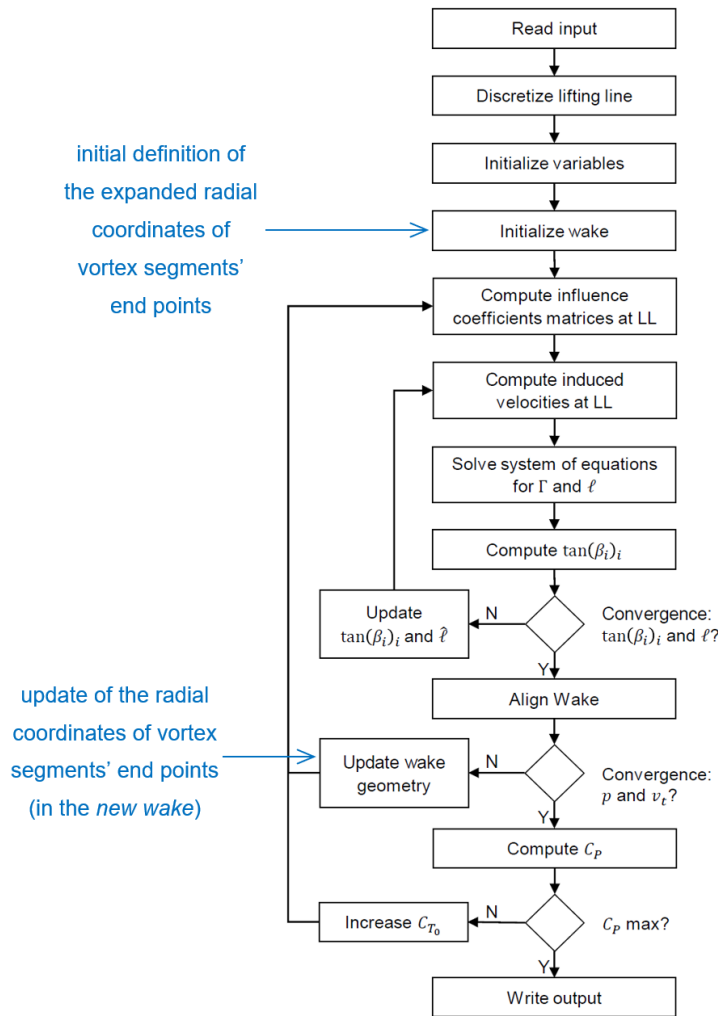 Read input
Discretize lifting line
Initialize variables
initial definition of
the expanded radial
coordinates of
vortex segments'
end points
Initialize wake
Compute influence
coefficients matrices at LL
Compute induced
velocities at LL
Solve system of equations
for Γ and ℓ
Compute tan(βᵢ)ᵢ
Update
tan(βᵢ)ᵢ and ℓ̂
N
Convergence:
tan(βᵢ)ᵢ and ℓ?
Y
Align Wake
update of the radial
coordinates of vortex
segments' end points
(in the new wake)
Update wake
geometry
N
Convergence:
p and vₜ?
Y
Compute C_P
Increase C_T₀
N
C_P max?
Y
Write output